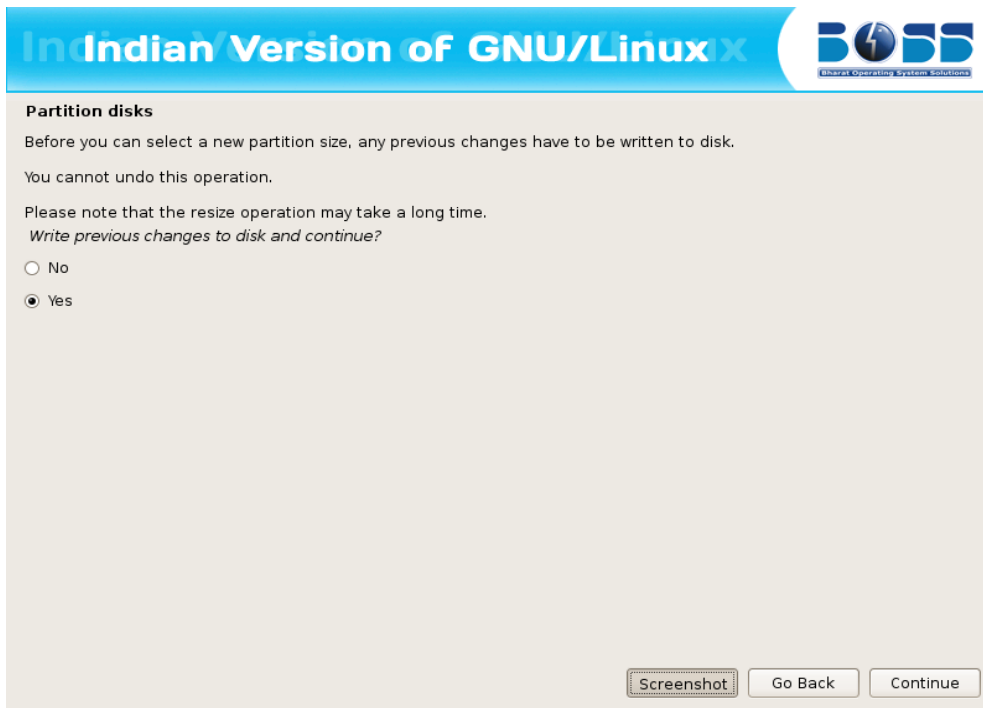 Indian Version of GNU/Linux
BOSS
Bharat Operating System Solutions
Partition disks
Before you can select a new partition size, any previous changes have to be written to disk.
You cannot undo this operation.
Please note that the resize operation may take a long time.
Write previous changes to disk and continue?
No
Yes
Screenshot Go Back Continue